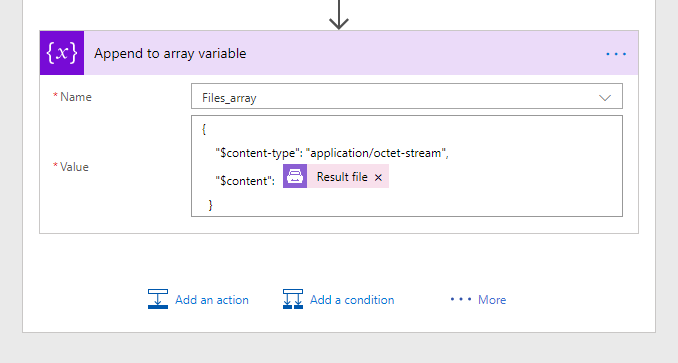 {x} Append to array variable ...
* Name Files_array
{
"$content-type": "application/octet-stream",
* Value
"$content": Result file ×
}
Add an action Add a condition ... More